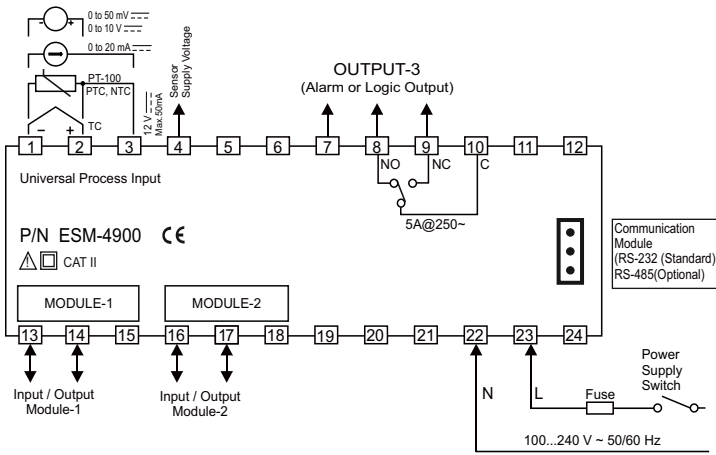 0 to 50 mV
0 to 10 V
0 to 20 mA
PT-100
PTC, NTC
TC
- +
- +
12 V
Max.50mA
Sensor
Supply Voltage
OUTPUT-3
(Alarm or Logic Output)
1 2 3 4 5 6 7 8 9 10 11 12
NO NC C
Universal Process Input
5A@250~
P/N ESM-4900 CE
CAT II
Communication
Module
(RS-232 (Standard)
RS-485(Optional)
MODULE-1 MODULE-2
13 14 15 16 17 18 19 20 21 22 23 24
Input / Output
Module-1
Input / Output
Module-2
N L
Fuse
Power
Supply
Switch
100...240 V ~ 50/60 Hz